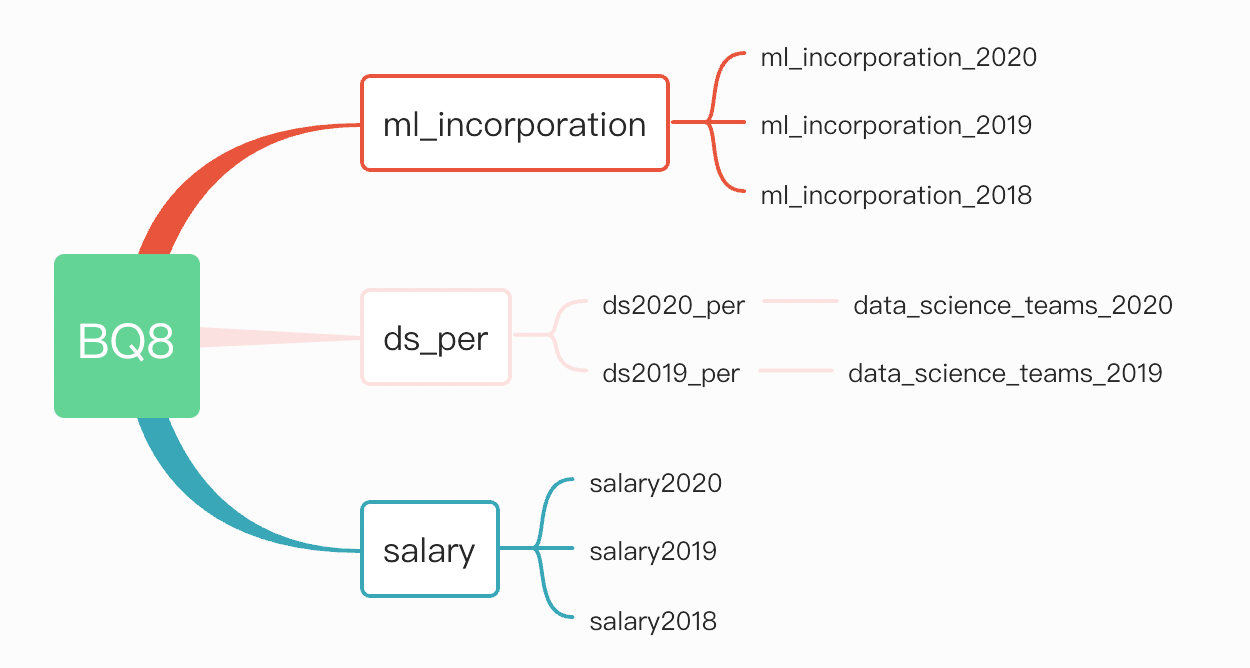 BQ8
ml_incorporation
ml_incorporation_2020
ml_incorporation_2019
ml_incorporation_2018
ds_per
ds2020_per
data_science_teams_2020
ds2019_per
data_science_teams_2019
salary
salary2020
salary2019
salary2018